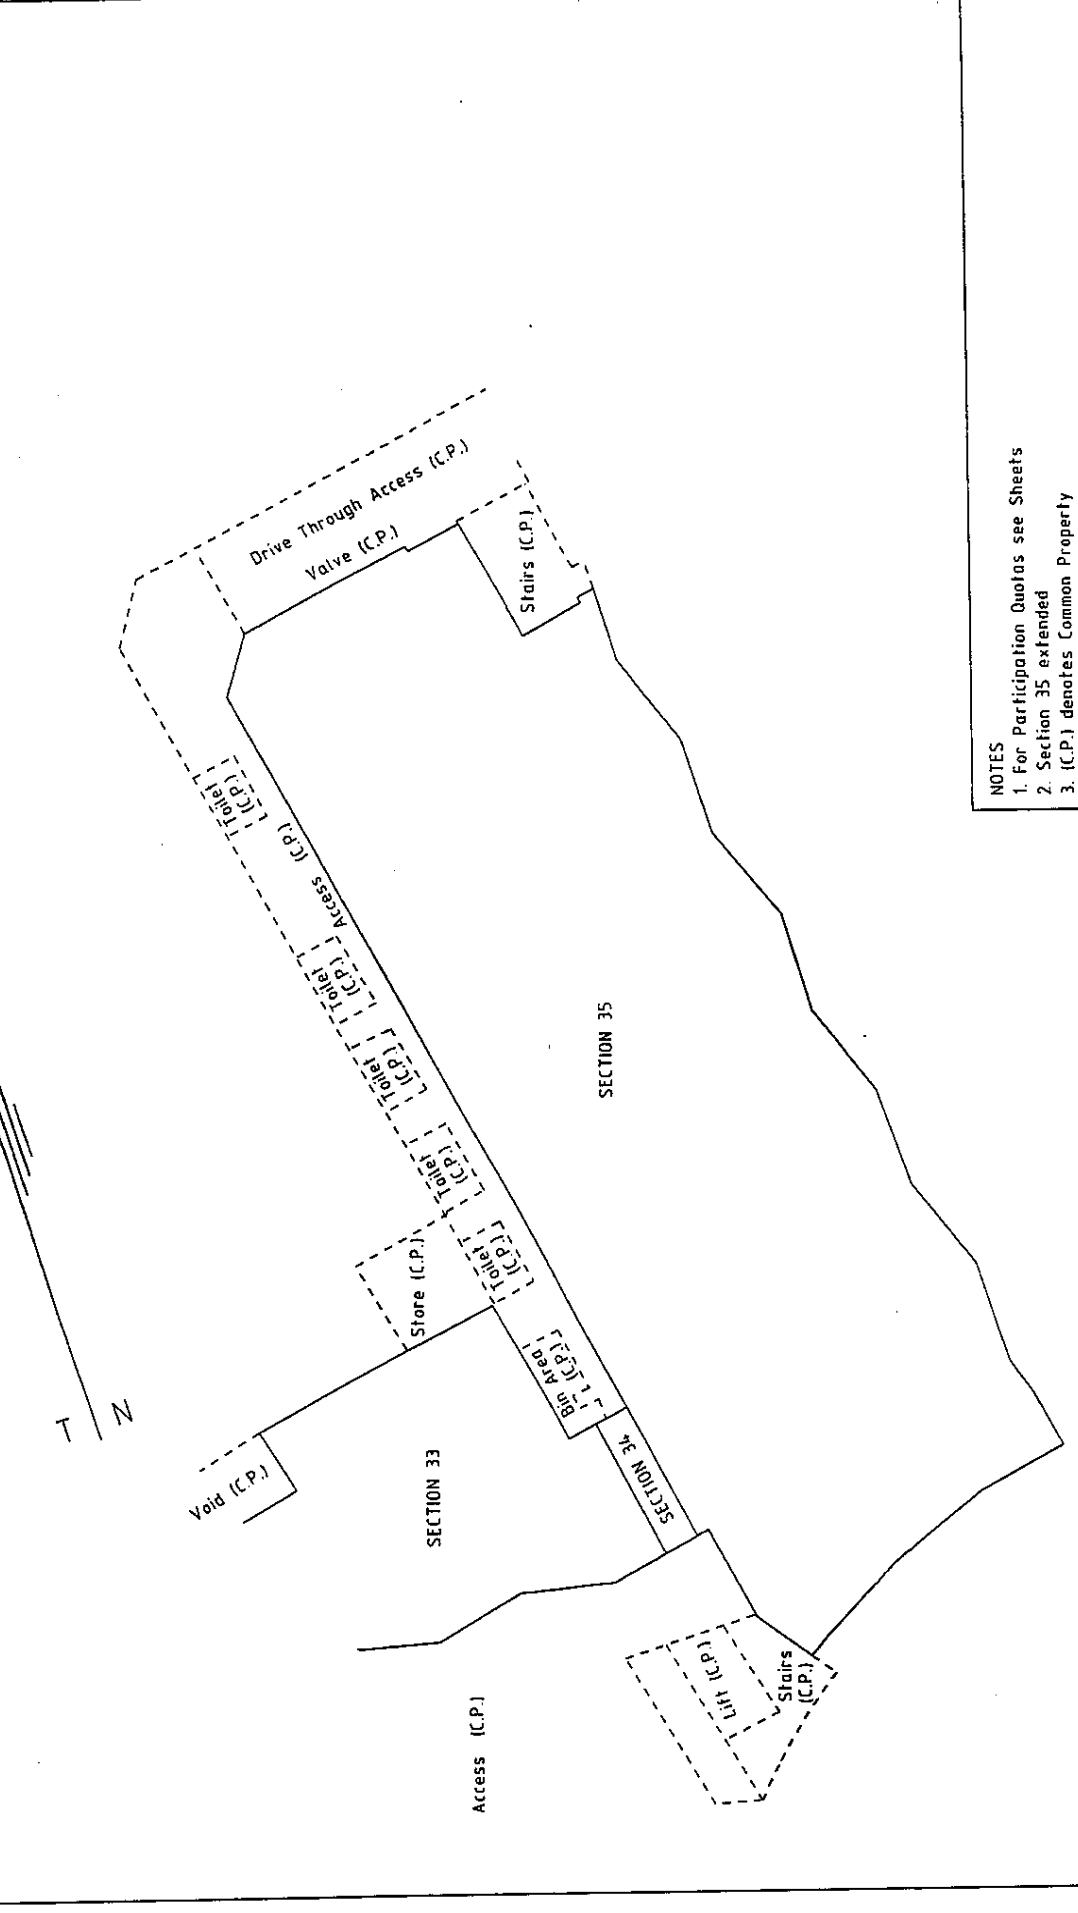 T N
Void (C.P.)
SECTION 33
Access (C.P.)
Store (C.P.)
Toilet
(C.P.)
Toilet
(C.P.)
Toilet
(C.P.)
Toilet
(C.P.)
Toilet
(C.P.)
Access (C.P.)
Bin Area
(C.P.)
SECTION 34
Lift (C.P.)
Stairs
(C.P.)
SECTION 35
Drive Through Access (C.P.)
Valve (C.P.)
Stairs (C.P.)
NOTES
1. For Participation Quotas see Sheets
2. Section 35 extended
3. (C.P.) denotes Common Property